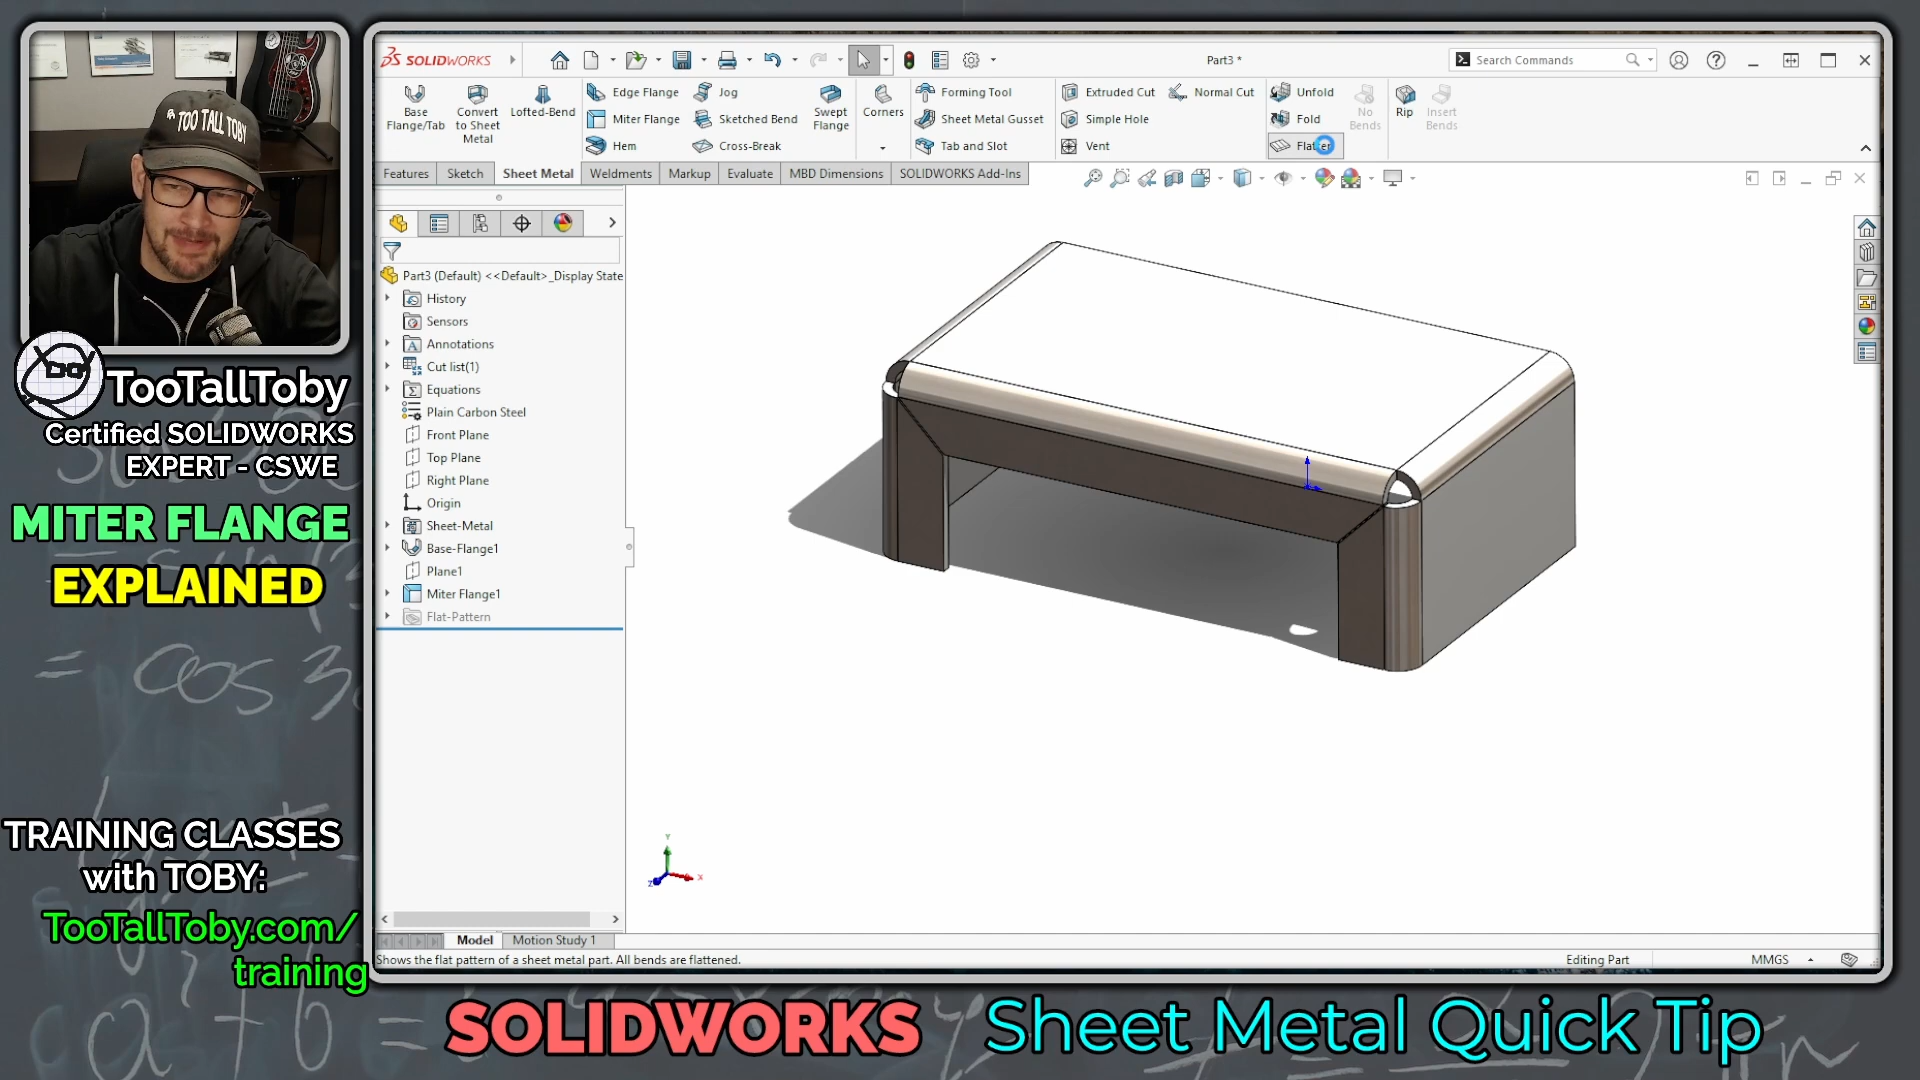 TOO TALL TOBY
TooTallToby
Certified SOLIDWORKS
EXPERT - CSWE
MITER FLANGE
EXPLAINED
TRAINING CLASSES
with TOBY:
TooTallToby.com/
training
SOLIDWORKS
Part3 *
Search Commands
Base
Flange/Tab
Convert
to Sheet
Metal
Lofted-Bend
Edge Flange
Miter Flange
Hem
Jog
Sketched Bend
Cross-Break
Swept
Flange
Corners
Forming Tool
Sheet Metal Gusset
Tab and Slot
Extruded Cut
Simple Hole
Vent
Normal Cut
Unfold
Fold
No
Bends
Rip
Insert
Bends
Features
Sketch
Sheet Metal
Weldments
Markup
Evaluate
MBD Dimensions
SOLIDWORKS Add-Ins
Part3 (Default) <<Default>_Display State
History
Sensors
Annotations
Cut list(1)
Equations
Plain Carbon Steel
Front Plane
Top Plane
Right Plane
Origin
Sheet-Metal
Base-Flange1
Plane1
Miter Flange1
Flat-Pattern
Y
X
Z
Model
Motion Study 1
Shows the flat pattern of a sheet metal part. All bends are flattened.
Editing Part
MMGS
= cos 3
SOLIDWORKS
Sheet Metal Quick Tip